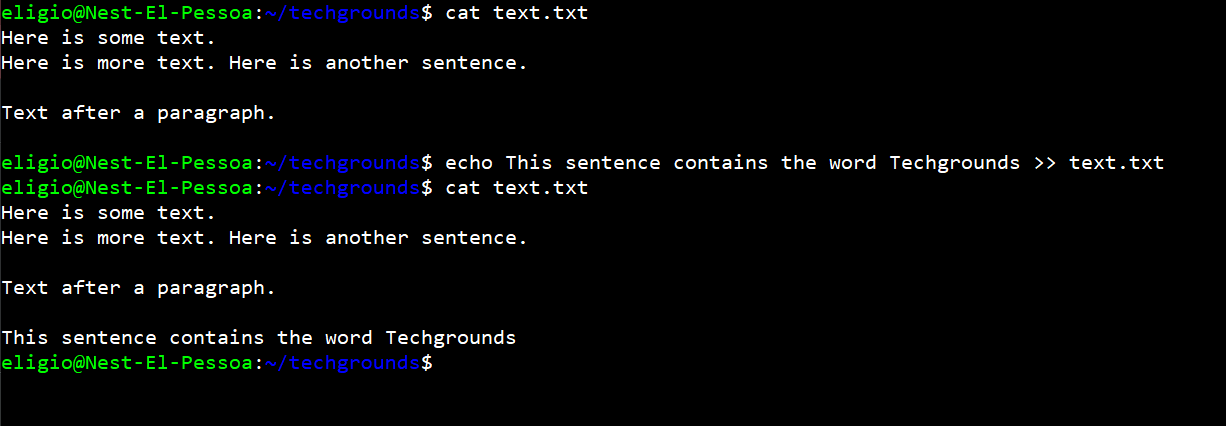 eligio@Nest-El-Pessoa:~/techgrounds$ cat text.txt
Here is some text.
Here is more text. Here is another sentence.

Text after a paragraph.

eligio@Nest-El-Pessoa:~/techgrounds$ echo This sentence contains the word Techgrounds >> text.txt
eligio@Nest-El-Pessoa:~/techgrounds$ cat text.txt
Here is some text.
Here is more text. Here is another sentence.

Text after a paragraph.

This sentence contains the word Techgrounds
eligio@Nest-El-Pessoa:~/techgrounds$